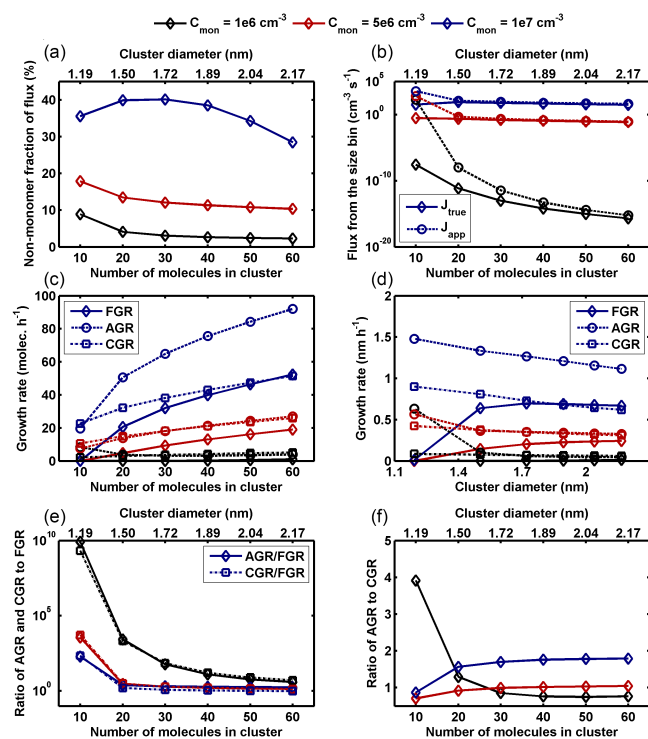 C_mon = 1e6 cm^-3 C_mon = 5e6 cm^-3 C_mon = 1e7 cm^-3
(a) Cluster diameter (nm)
1.19 1.50 1.72 1.89 2.04 2.17
Non-monomer fraction of flux (%)
40
30
20
10
0
10 20 30 40 50 60
Number of molecules in cluster
(b) Cluster diameter (nm)
1.19 1.50 1.72 1.89 2.04 2.17
Flux from the size bin (cm^-3 s^-1)
10^5
10^0
10^-10
10^-20
J_true
J_app
10 20 30 40 50 60
Number of molecules in cluster
(c)
Growth rate (molec. h^-1)
100
80
60
40
20
0
FGR
AGR
CGR
10 20 30 40 50 60
Number of molecules in cluster
(d)
Growth rate (nm h^-1)
2
1.5
1
0.5
0
FGR
AGR
CGR
1.1 1.4 1.7 2
Cluster diameter (nm)
(e) Cluster diameter (nm)
1.19 1.50 1.72 1.89 2.04 2.17
Ratio of AGR and CGR to FGR
10^10
10^5
10^0
AGR/FGR
CGR/FGR
10 20 30 40 50 60
Number of molecules in cluster
(f) Cluster diameter (nm)
1.19 1.50 1.72 1.89 2.04 2.17
Ratio of AGR to CGR
5
4
3
2
1
10 20 30 40 50 60
Number of molecules in cluster